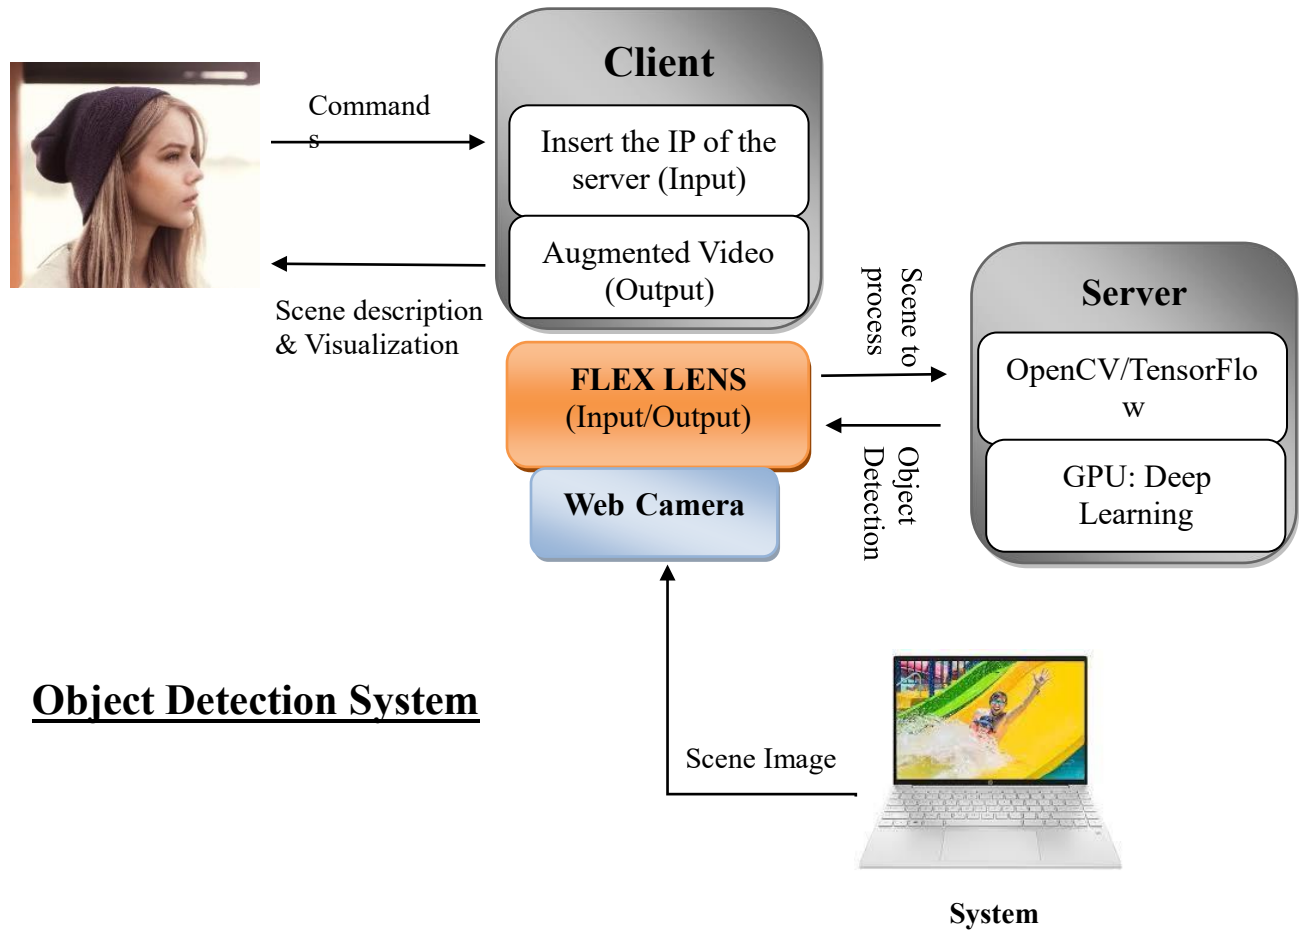 Client
Command
s
Insert the IP of the
server (Input)
Augmented Video
(Output)
Scene description
& Visualization
Scene to
process
Server
OpenCV/TensorFlo
w
GPU: Deep
Learning
FLEX LENS
(Input/Output)
Object
Detection
Web Camera
Object Detection System
Scene Image
System